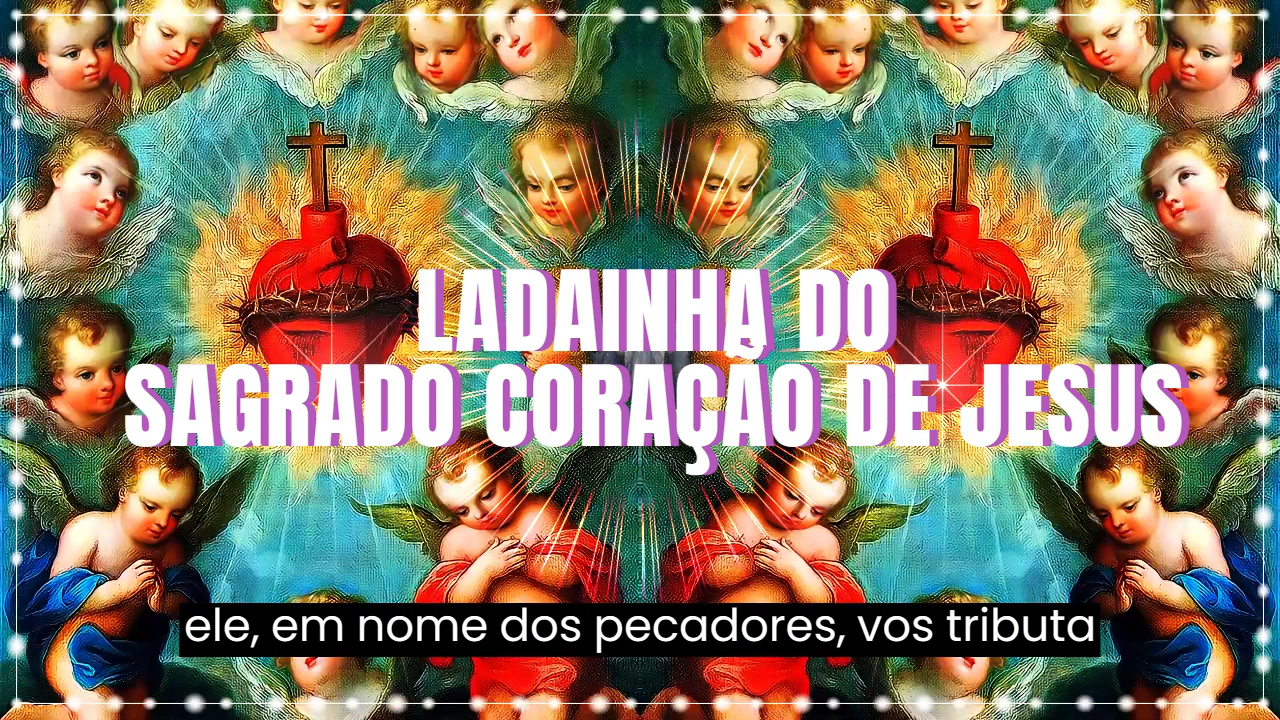 LADAINHA DO
SAGRADO CORAÇÃO DE JESUS
ele, em nome dos pecadores, vos tributa